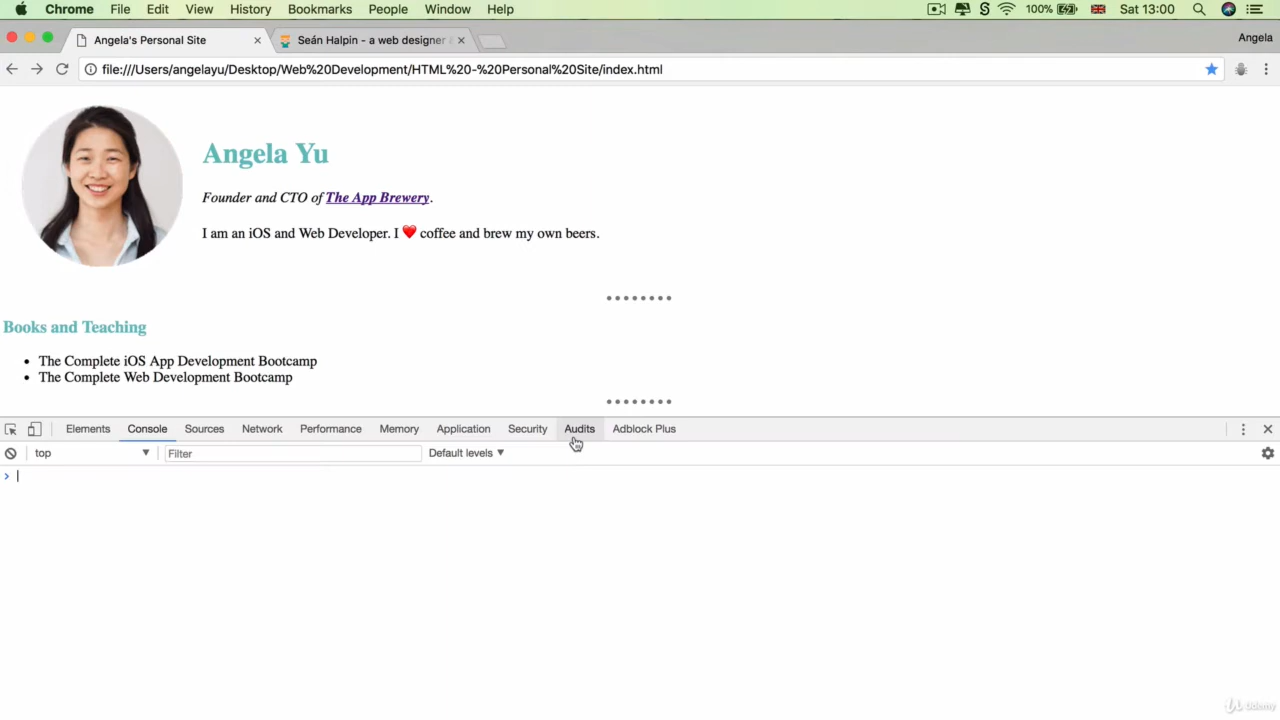 Chrome File Edit View History Bookmarks People Window Help 100% Sat 13:00
Angela's Personal Site Seán Halpin - a web designer Angela
file:///Users/angelayu/Desktop/Web%20Development/HTML%20-%20Personal%20Site/index.html
Angela Yu
Founder and CTO of The App Brewery.
I am an iOS and Web Developer. I ❤️ coffee and brew my own beers.
Books and Teaching
• The Complete iOS App Development Bootcamp
• The Complete Web Development Bootcamp
Elements Console Sources Network Performance Memory Application Security Audits Adblock Plus
top Filter Default levels
>
udemy